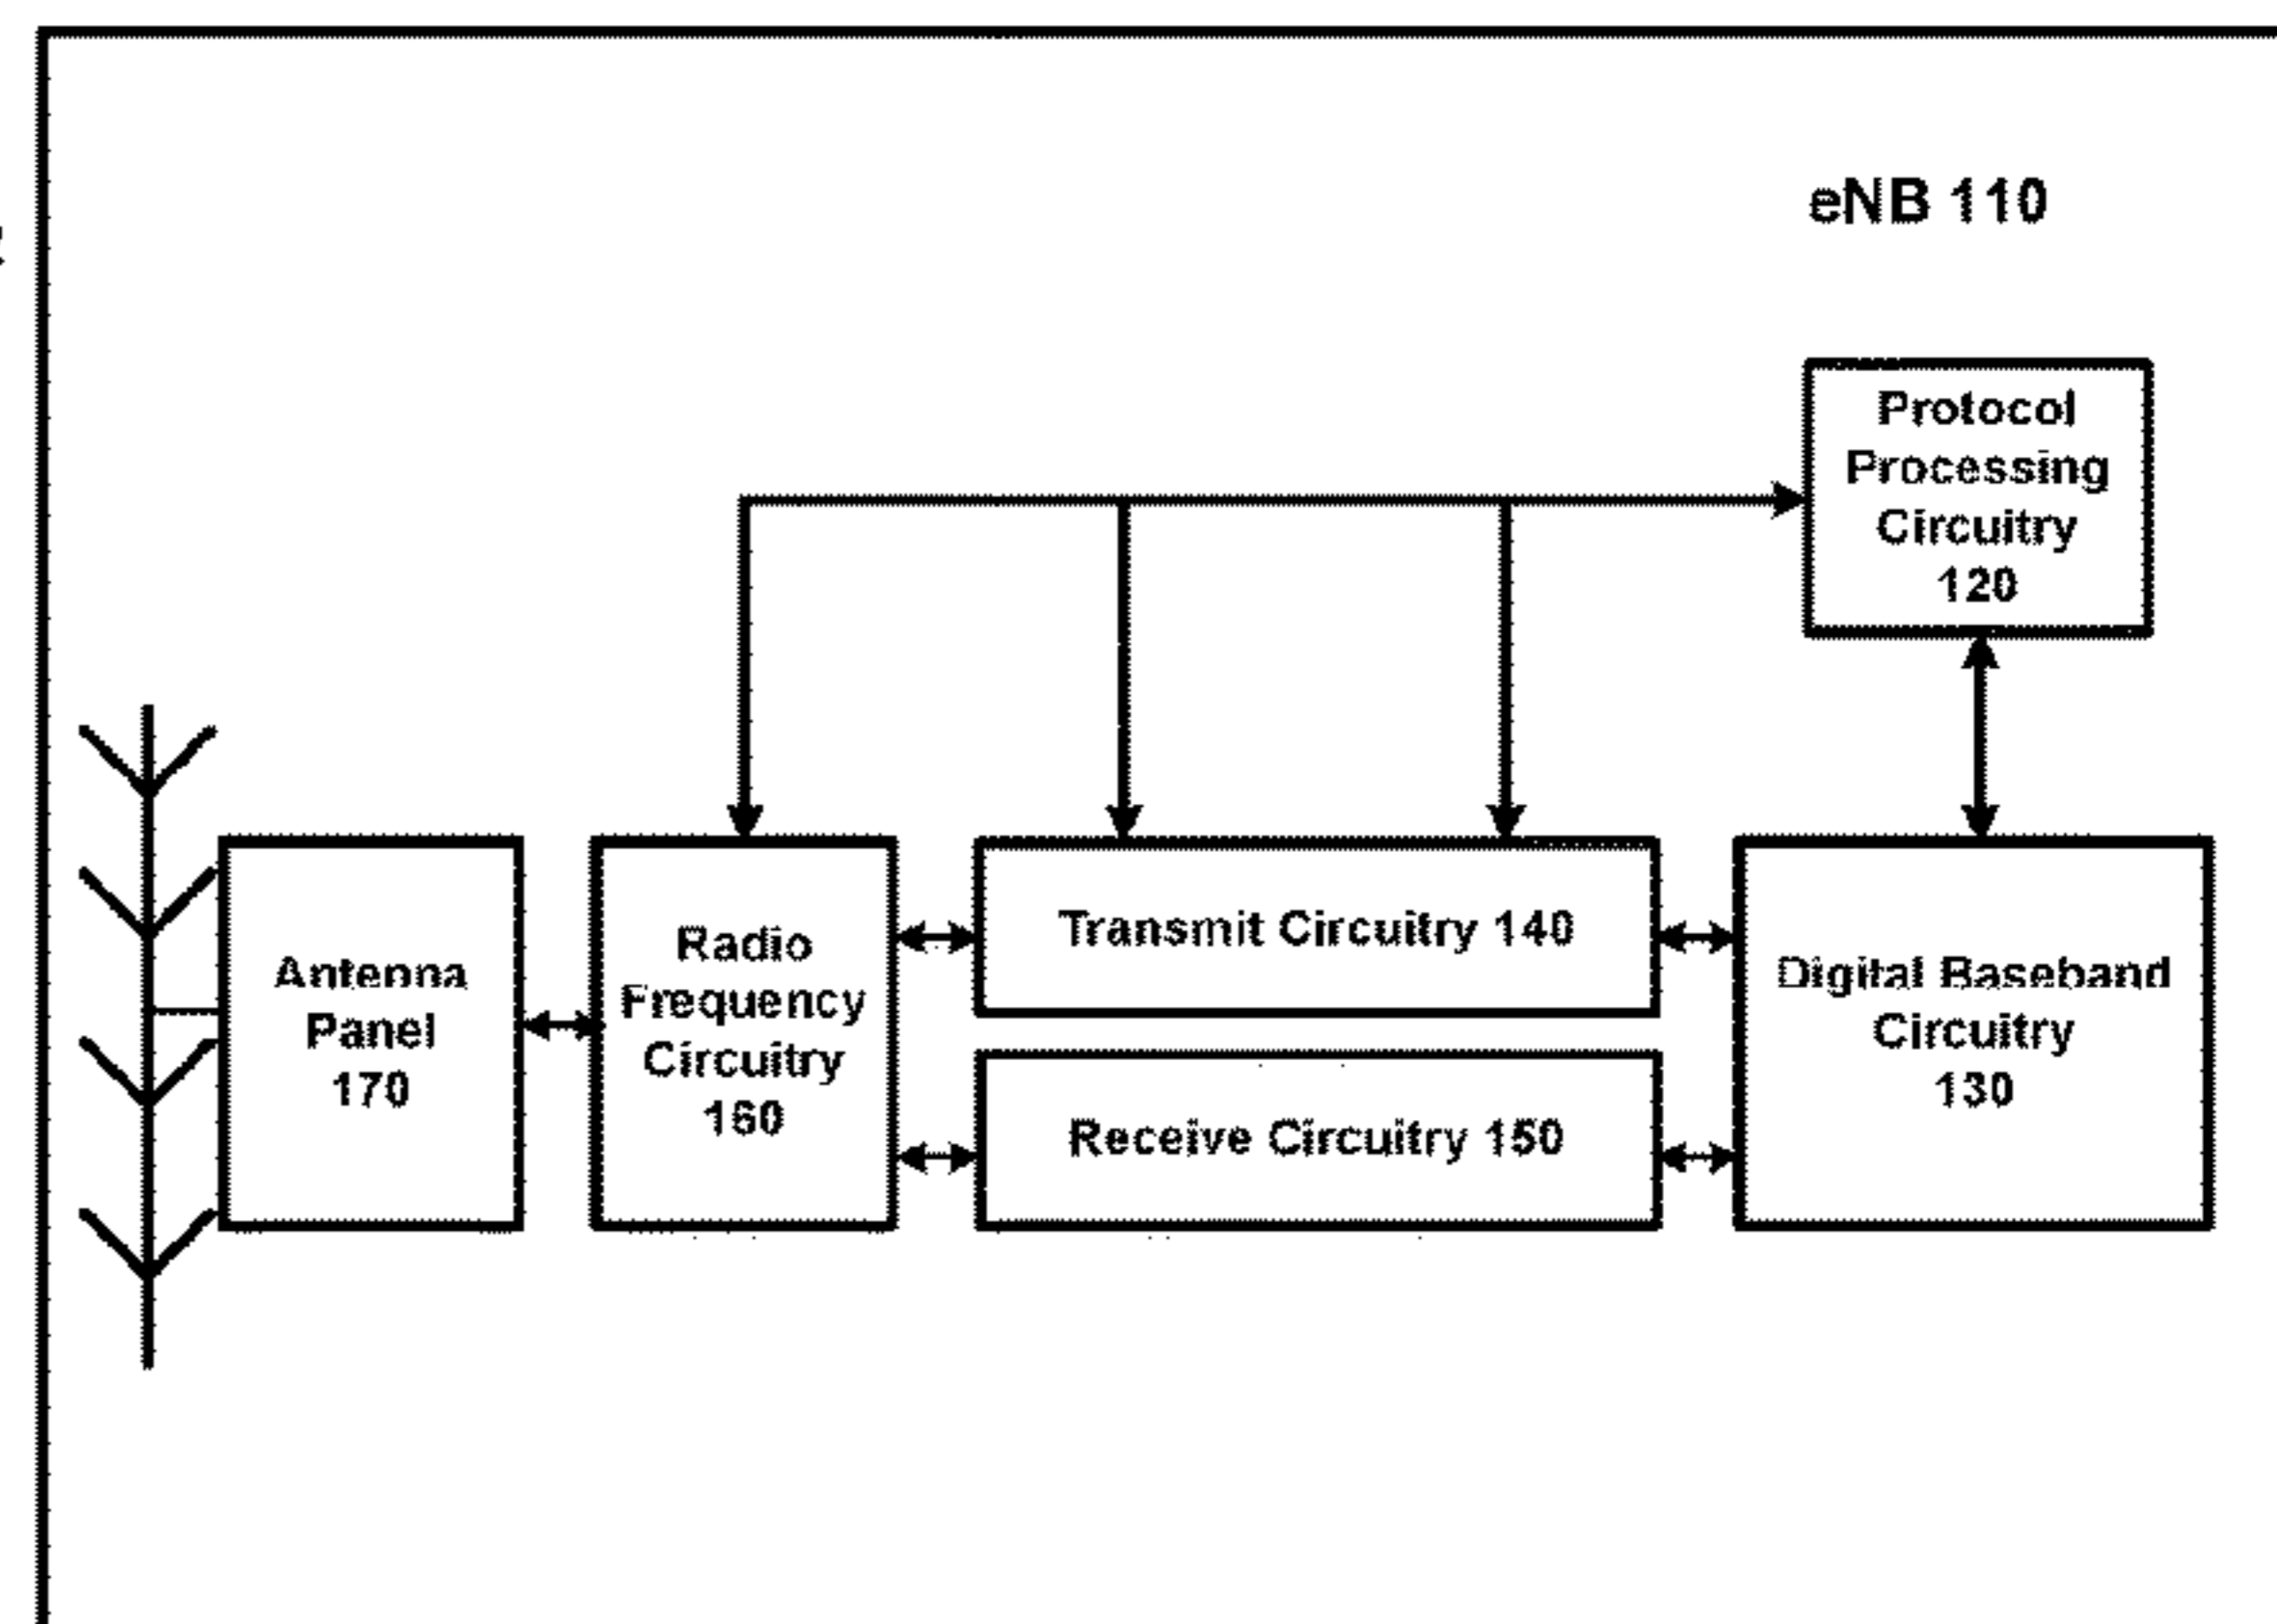 eNB 110
Protocol
Processing
Circuitry
120
Antenna
Panel
170
Radio
Frequency
Circuitry
160
Transmit Circuitry 140
Receive Circuitry 150
Digital Baseband
Circuitry
130